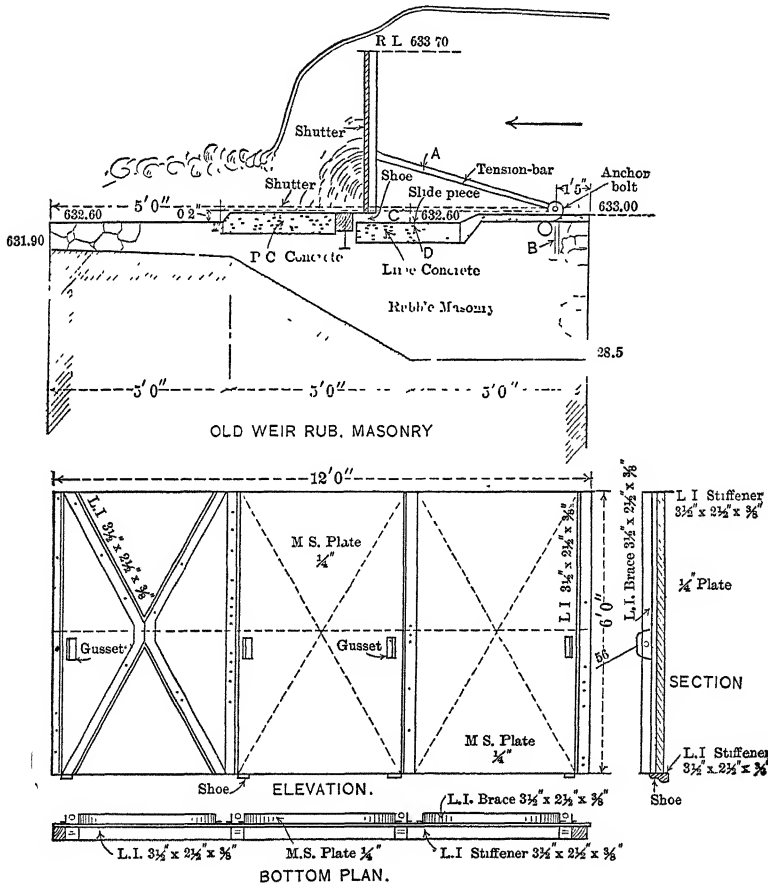 R L 633 70
Shutter
A
Tension-bar
Anchor bolt
1'5"
Shutter
Shoe
Slide piece
5'0"
632.60
0 2"
C
632.60
633.00
631.90
D
B
P C Concrete
Lime Concrete
Rubb'e Masonry
28.5
5'0"
5'0"
5'0"
OLD WEIR RUB. MASONRY
12'0"
L.I 3½" x 2½" x ⅜"
M S. Plate
¼"
L I 3½" x 2½" x ⅜"
6'0"
L.I. Brace 3½" x 2½" x ⅜"
L I Stiffener
3½" x 2½" x ⅜"
¼" Plate
Gusset
Gusset
56
SECTION
M S. Plate
¼"
L.I Stiffener
3½" x 2½" x ⅜"
Shoe
Shoe
ELEVATION.
L.I. Brace 3½" x 2½" x ⅜"
L.I. 3½" x 2½" x ⅜"
M.S. Plate ¼"
L.I Stiffener 3½" x 2½" x ⅜"
BOTTOM PLAN.